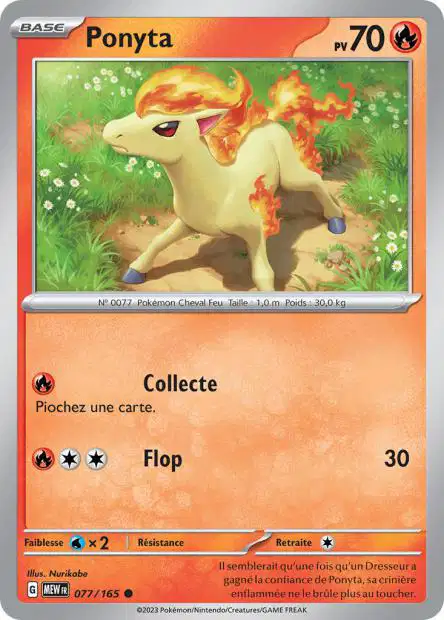 BASE
Ponyta
PV 70
N° 0077 Pokémon Cheval Feu Taille : 1,0 m Poids : 30,0 kg
Collecte
Piochez une carte.
Flop 30
Faiblesse ×2 Résistance Retraite
Illus. Nurikabe
G MEW FR 077/165
Il semblerait qu'une fois qu'un Dresseur a
gagné la confiance de Ponyta, sa crinière
enflammée ne le brûle plus au toucher.
©2023 Pokémon/Nintendo/Creatures/GAME FREAK